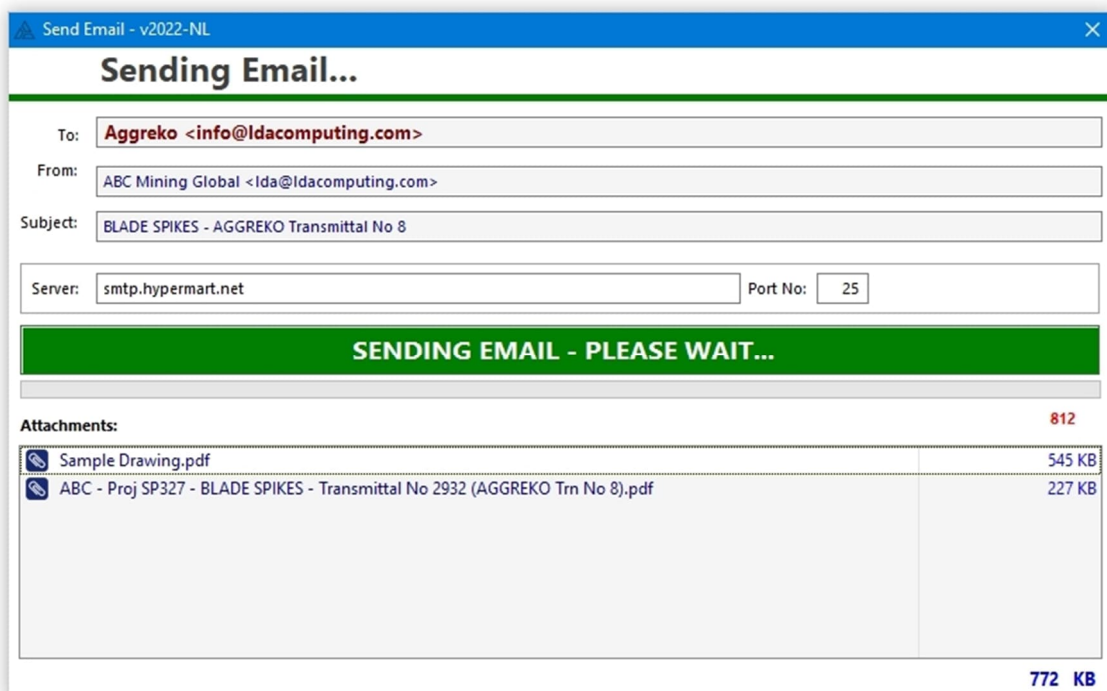 Send Email - v2022-NL
Sending Email...
To: Aggreko <info@ldacomputing.com>
From: ABC Mining Global <lda@ldacomputing.com>
Subject: BLADE SPIKES - AGGREKO Transmittal No 8
Server: smtp.hypermart.net Port No: 25
SENDING EMAIL - PLEASE WAIT...
Attachments: 812
Sample Drawing.pdf 545 KB
ABC - Proj SP327 - BLADE SPIKES - Transmittal No 2932 (AGGREKO Trn No 8).pdf 227 KB
772 KB